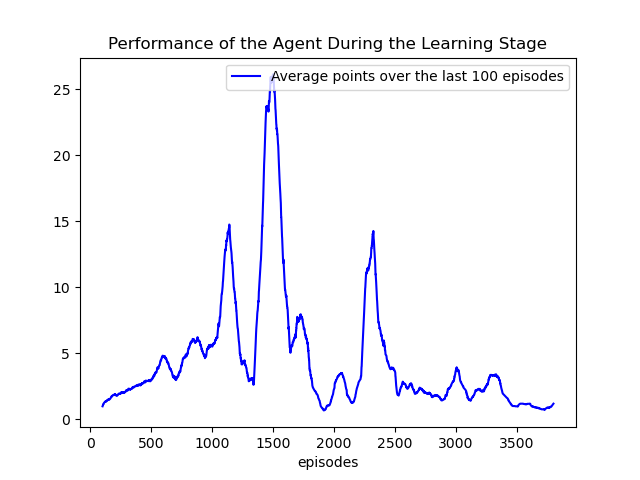 Performance of the Agent During the Learning Stage
Average points over the last 100 episodes
25
20
15
10
5
0
0 500 1000 1500 2000 2500 3000 3500
episodes